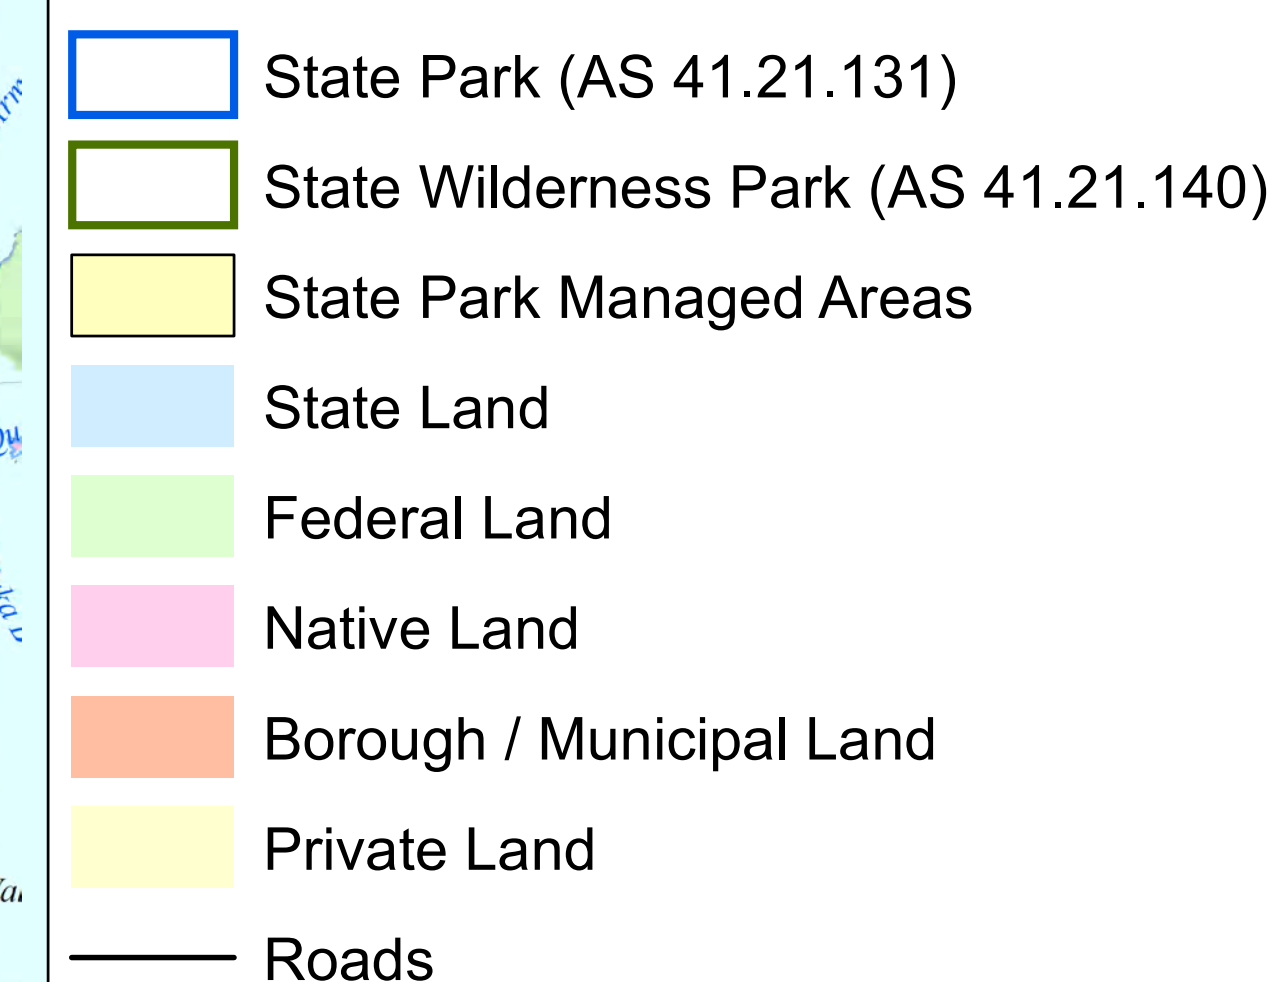 State Park (AS 41.21.131)
State Wilderness Park (AS 41.21.140)
State Park Managed Areas
State Land
Federal Land
Native Land
Borough / Municipal Land
Private Land
Roads